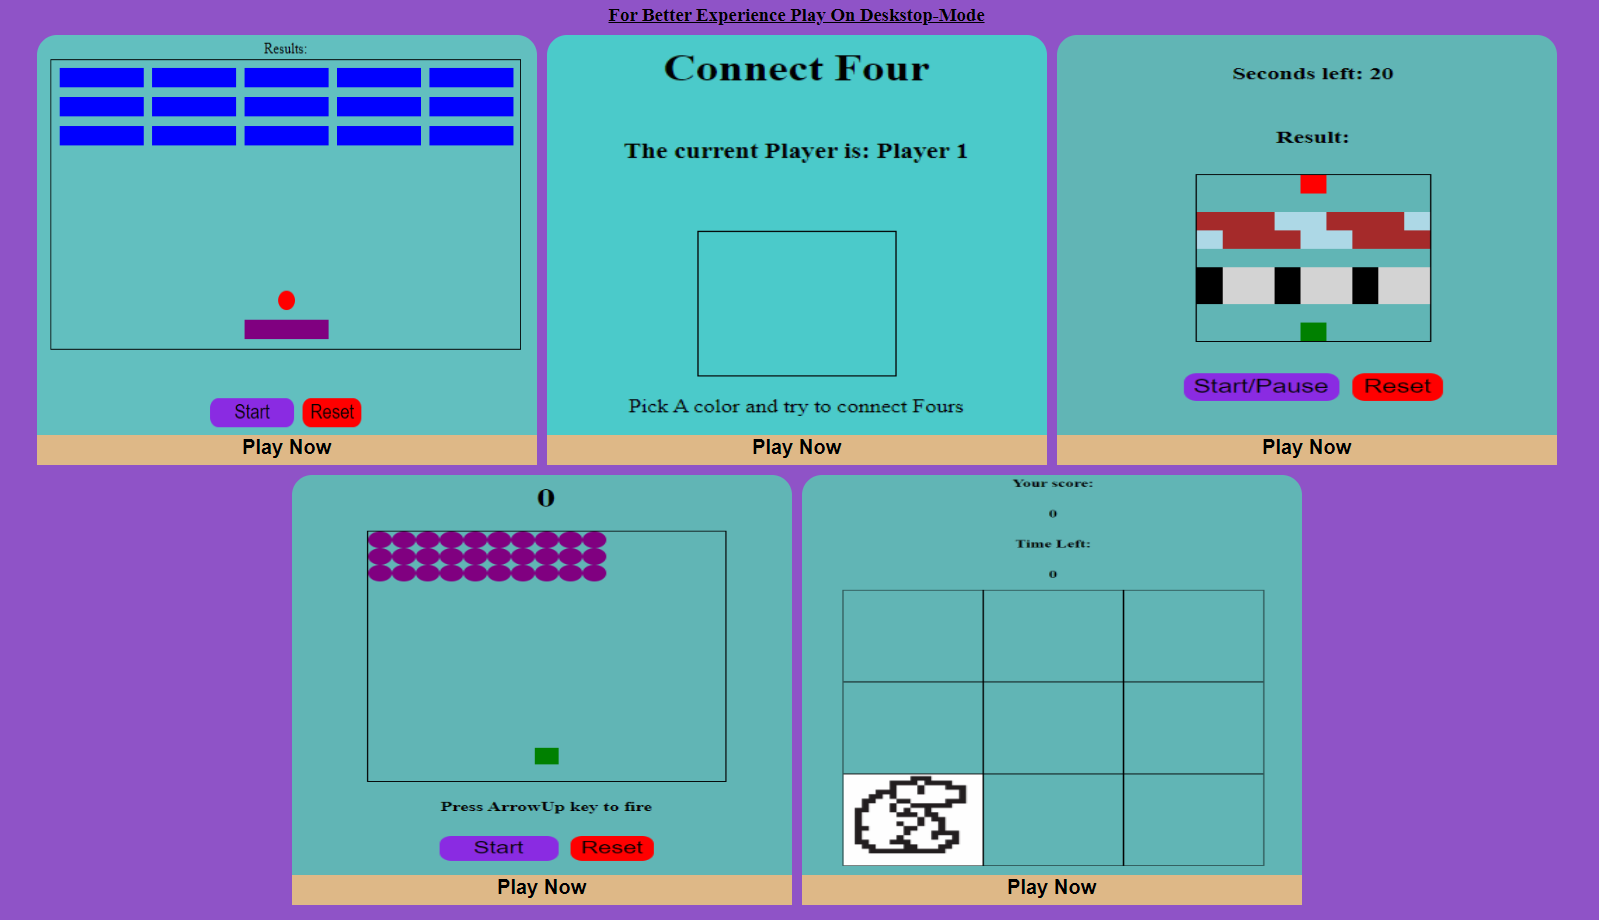 For Better Experience Play On Deskstop-Mode
Results:
Start Reset
Play Now
Connect Four
The current Player is: Player 1
Pick A color and try to connect Fours
Play Now
Seconds left: 20
Result:
Start/Pause Reset
Play Now
0
Press ArrowUp key to fire
Start Reset
Play Now
Your score:
0
Time Left:
0
Play Now